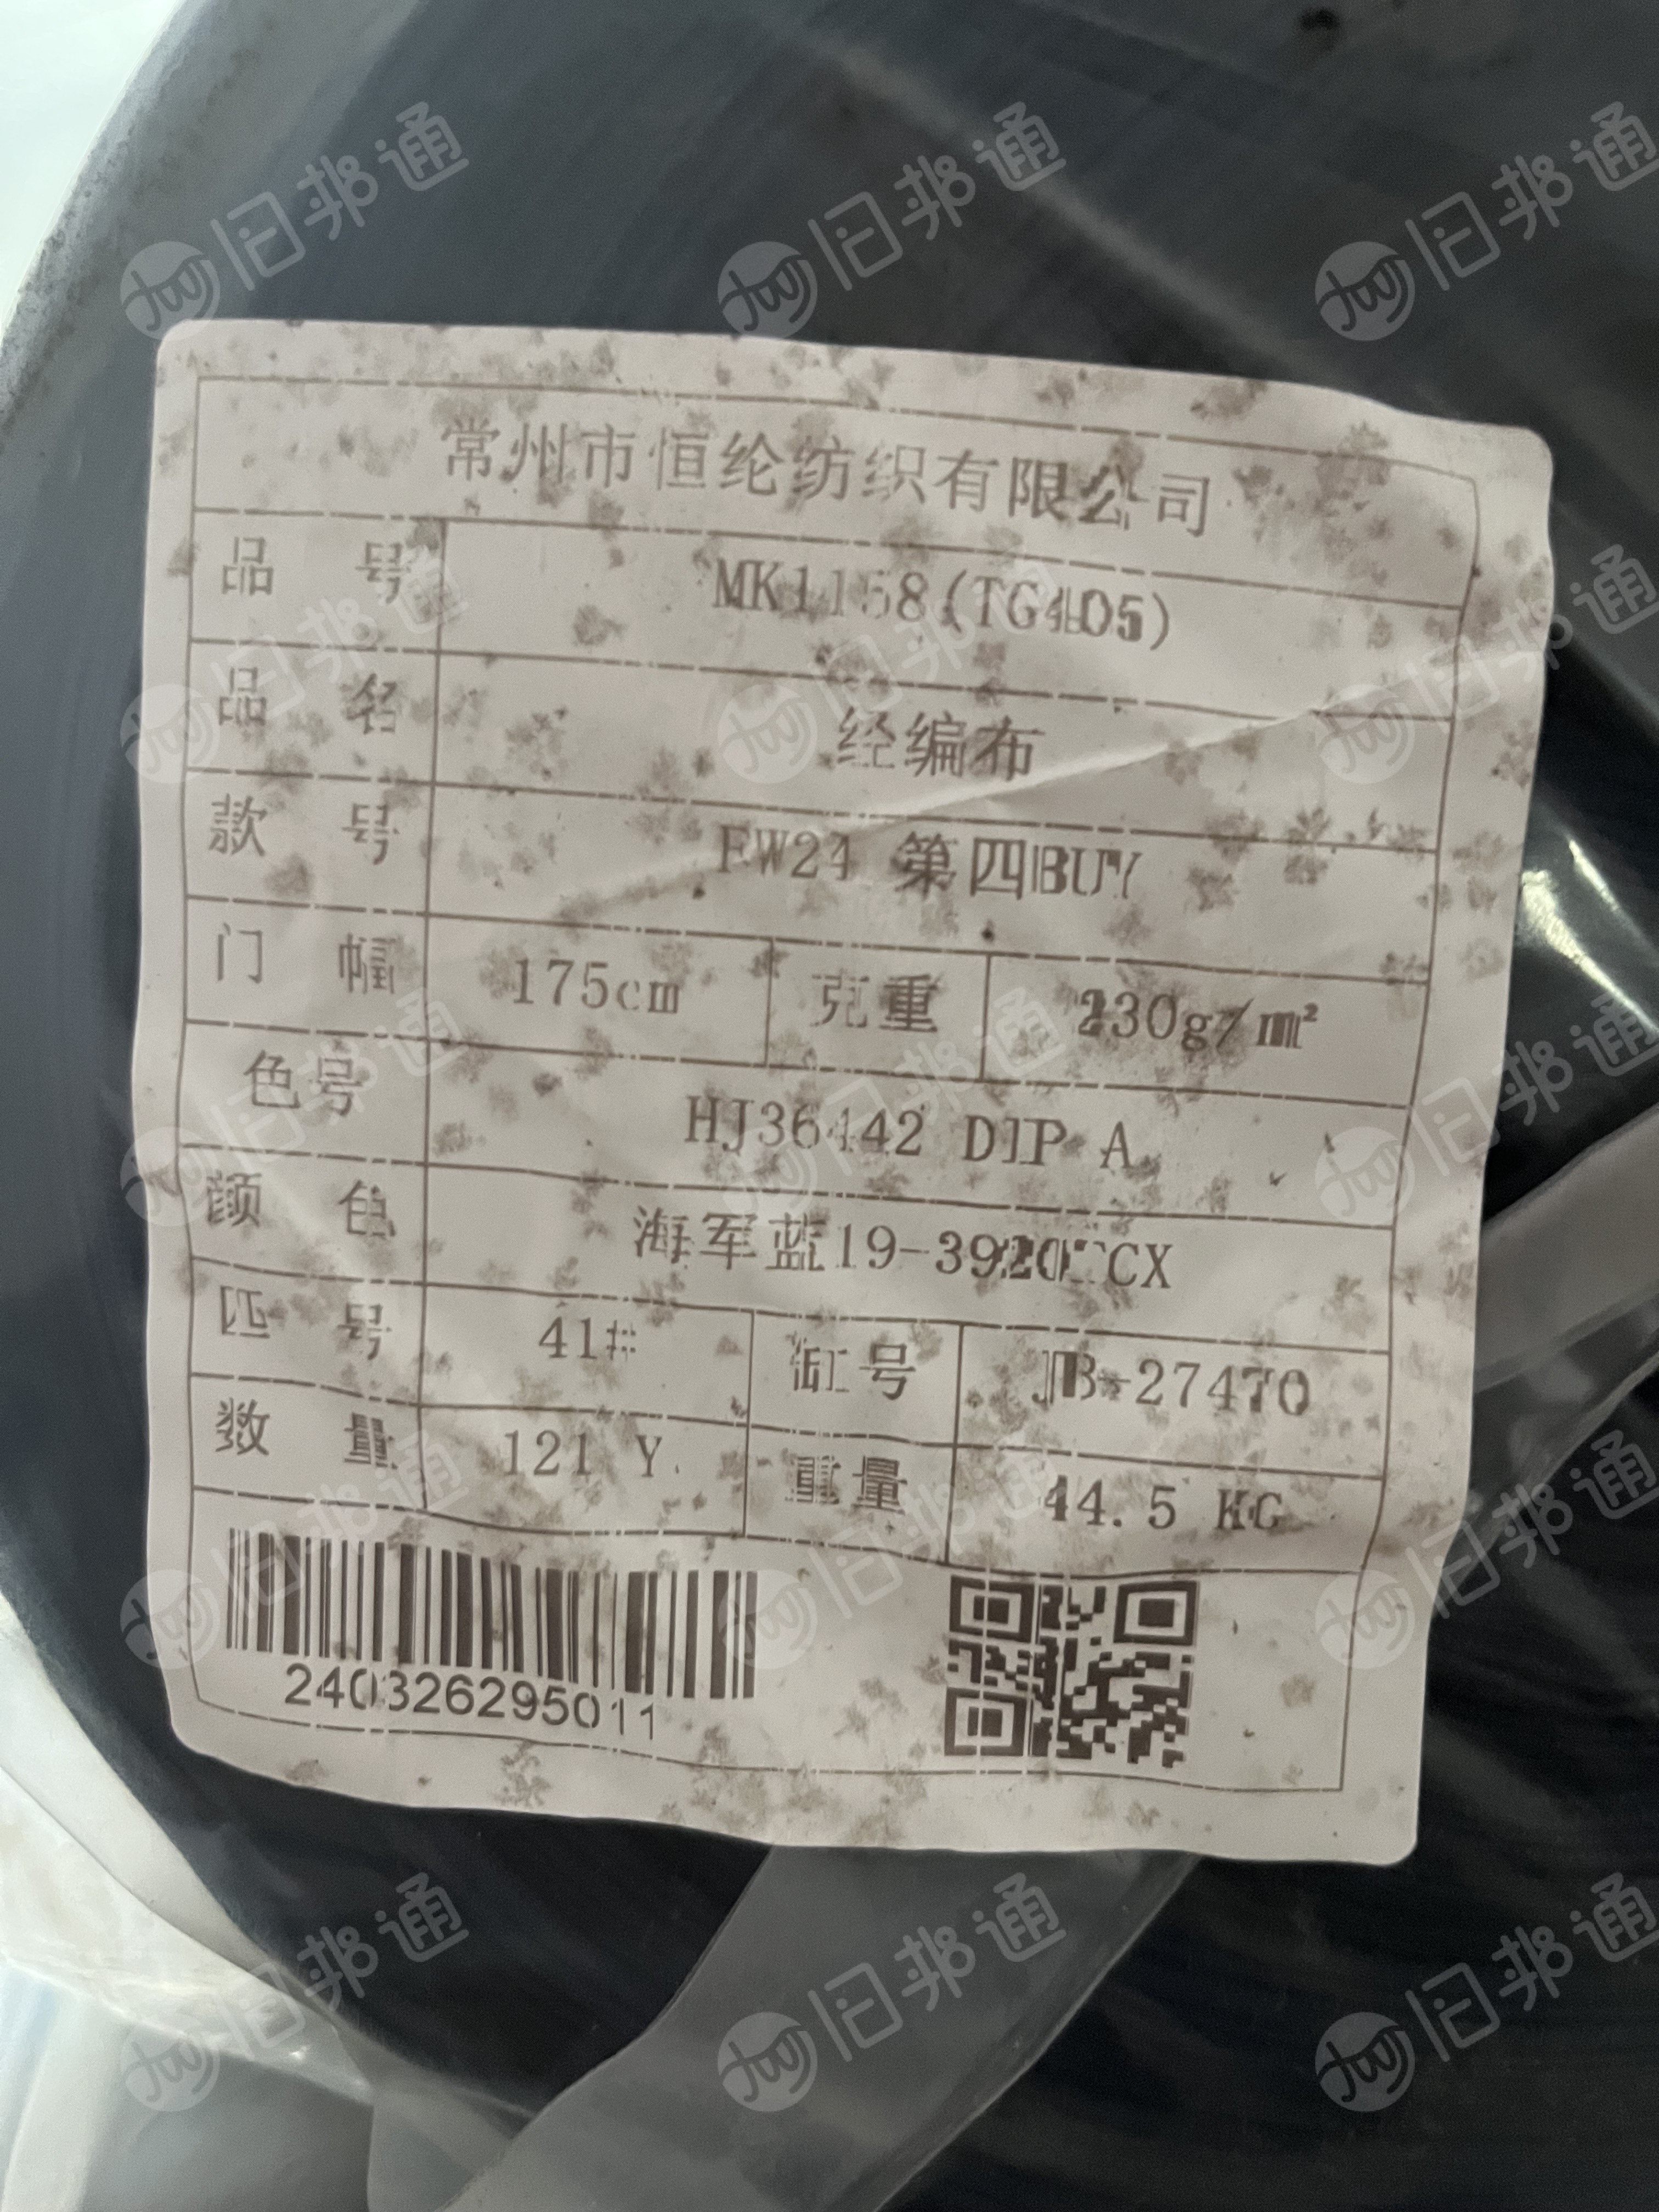 常州市恒纶纺织有限公司
品 号 MK1158(TG405)
品 名 经编布
款 号 FW24 第四BUY
门 幅 175cm 克重 230g/m²
色号 HJ36442 DIP A
颜 色 海军蓝19-3920TCX
匹 号 41# 缸号 JB-27470
数 量 121 Y 重量 44.5 KG
240326295011
旧邦通